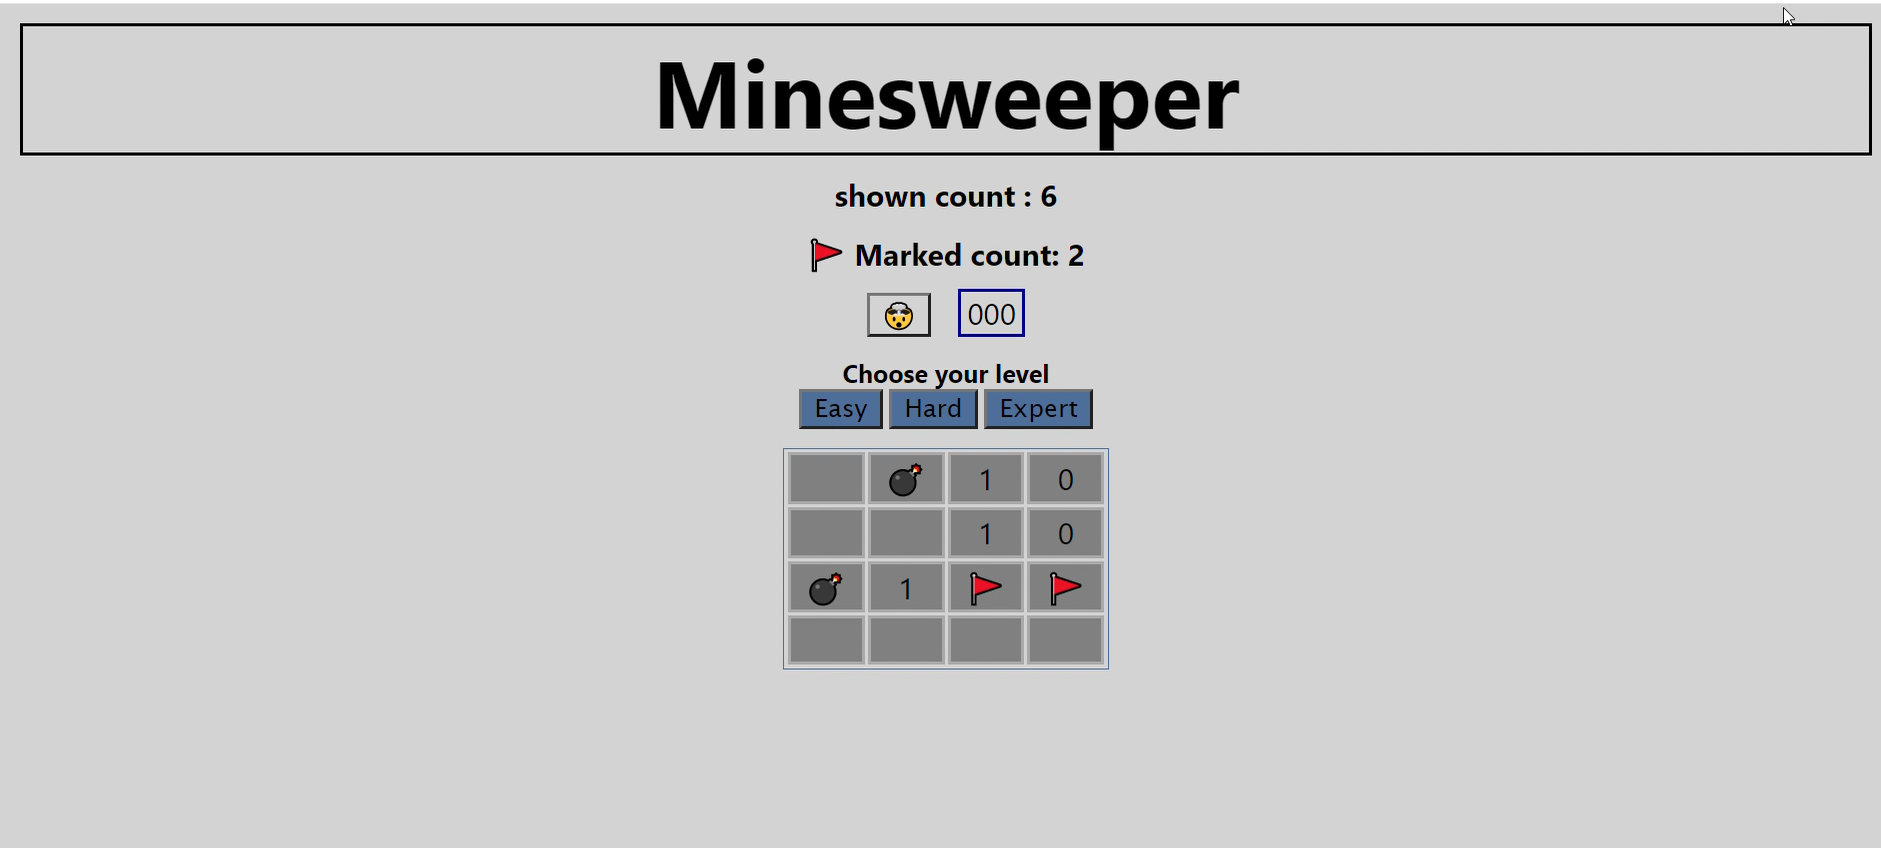 Minesweeper
shown count : 6
Marked count: 2
000
Choose your level
Easy Hard Expert
1 0
1 0
1